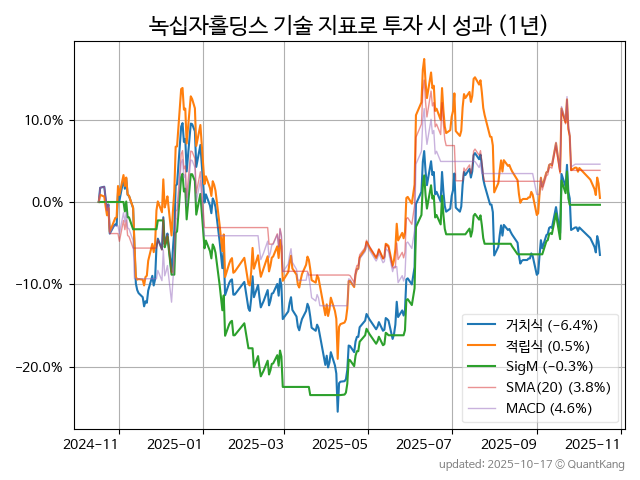 녹십자홀딩스 기술 지표로 투자 시 성과 (1년)
10.0%
0.0%
−10.0%
−20.0%
거치식 (−6.4%)
적립식 (0.5%)
SigM (−0.3%)
SMA(20) (3.8%)
MACD (4.6%)
2024-11 2025-01 2025-03 2025-05 2025-07 2025-09 2025-11
updated: 2025-10-17 © QuantKang